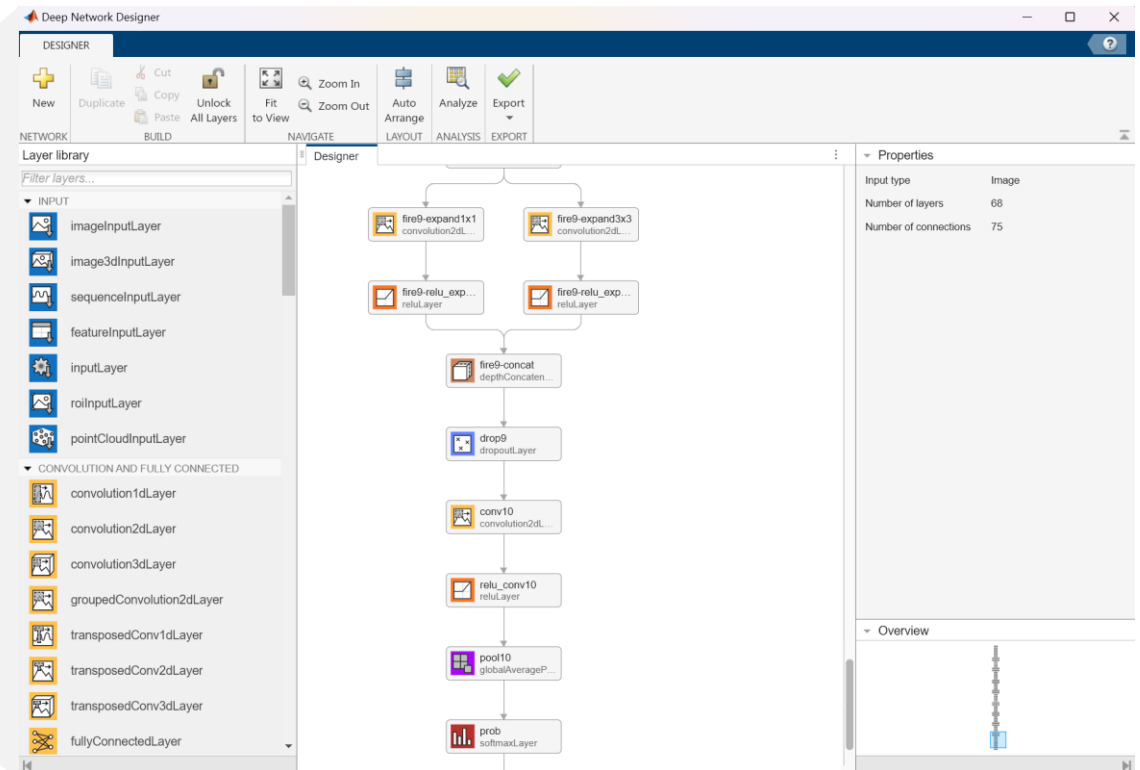 Deep Network Designer
DESIGNER
New
Duplicate
Cut
Copy
Paste
Unlock
All Layers
Fit
to View
Zoom In
Zoom Out
Auto
Arrange
Analyze
Export
NETWORK
BUILD
NAVIGATE
LAYOUT
ANALYSIS
EXPORT
Layer library
Filter layers...
INPUT
imageInputLayer
image3dInputLayer
sequenceInputLayer
featureInputLayer
inputLayer
roiInputLayer
pointCloudInputLayer
CONVOLUTION AND FULLY CONNECTED
convolution1dLayer
convolution2dLayer
convolution3dLayer
groupedConvolution2dLayer
transposedConv1dLayer
transposedConv2dLayer
transposedConv3dLayer
fullyConnectedLayer
Designer
fire9-expand1x1
convolution2dL...
fire9-expand3x3
convolution2dL...
fire9-relu_exp...
reluLayer
fire9-relu_exp...
reluLayer
fire9-concat
depthConcaten...
drop9
dropoutLayer
conv10
convolution2dL...
relu_conv10
reluLayer
pool10
globalAverageP...
prob
softmaxLayer
Properties
Input type Image
Number of layers 68
Number of connections 75
Overview